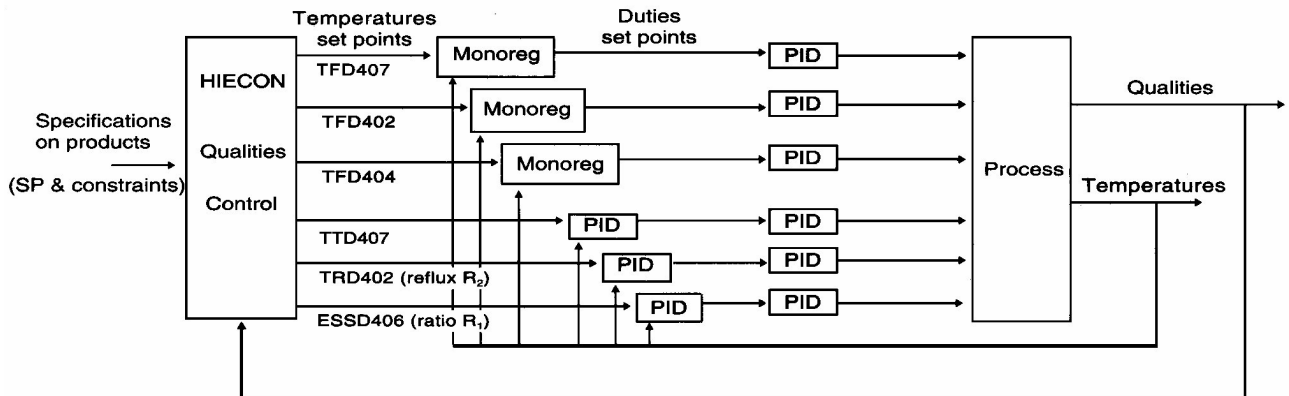 Temperatures
set points
Duties
set points
HIECON
Qualities
Control
Specifications
on products
(SP & constraints)
TFD407
Monoreg
PID
TFD402
Monoreg
PID
TFD404
Monoreg
PID
TTD407
PID
PID
TRD402 (reflux R₂)
PID
PID
ESSD406 (ratio R₁)
PID
PID
Process
Qualities
Temperatures